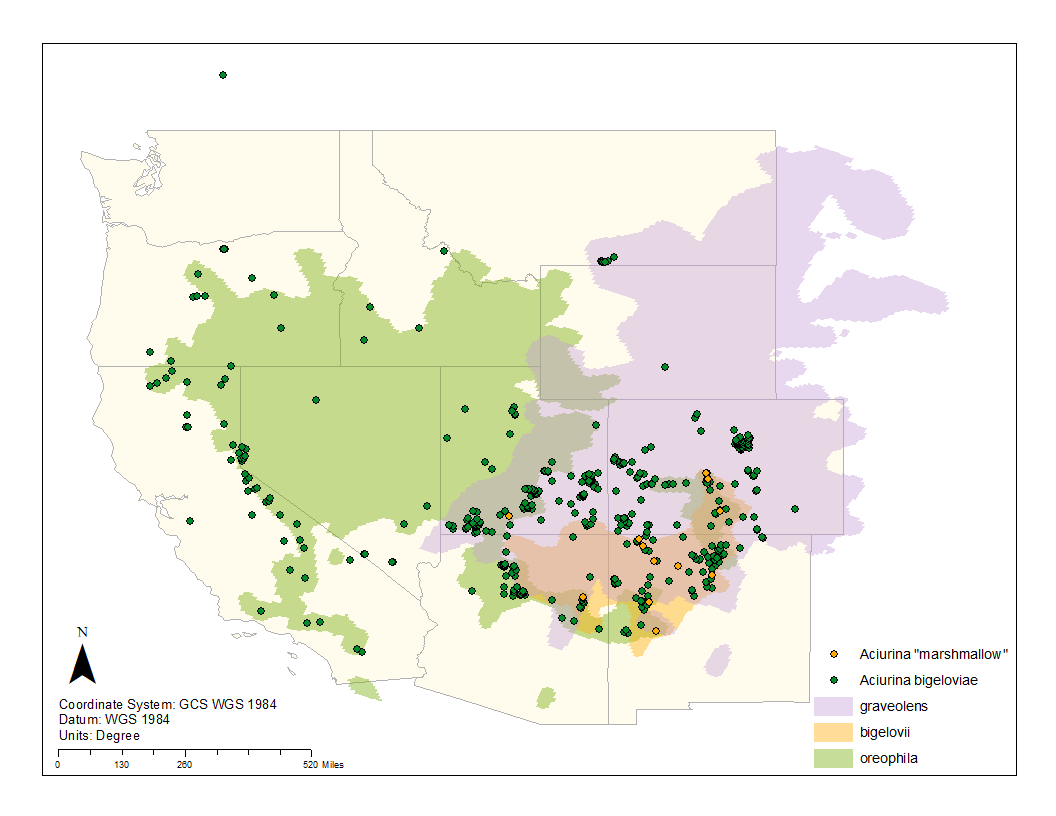 N
Coordinate System: GCS WGS 1984
Datum: WGS 1984
Units: Degree
0 130 260 520 Miles
Aciurina "marshmallow"
Aciurina bigeloviae
graveolens
bigelovii
oreophila